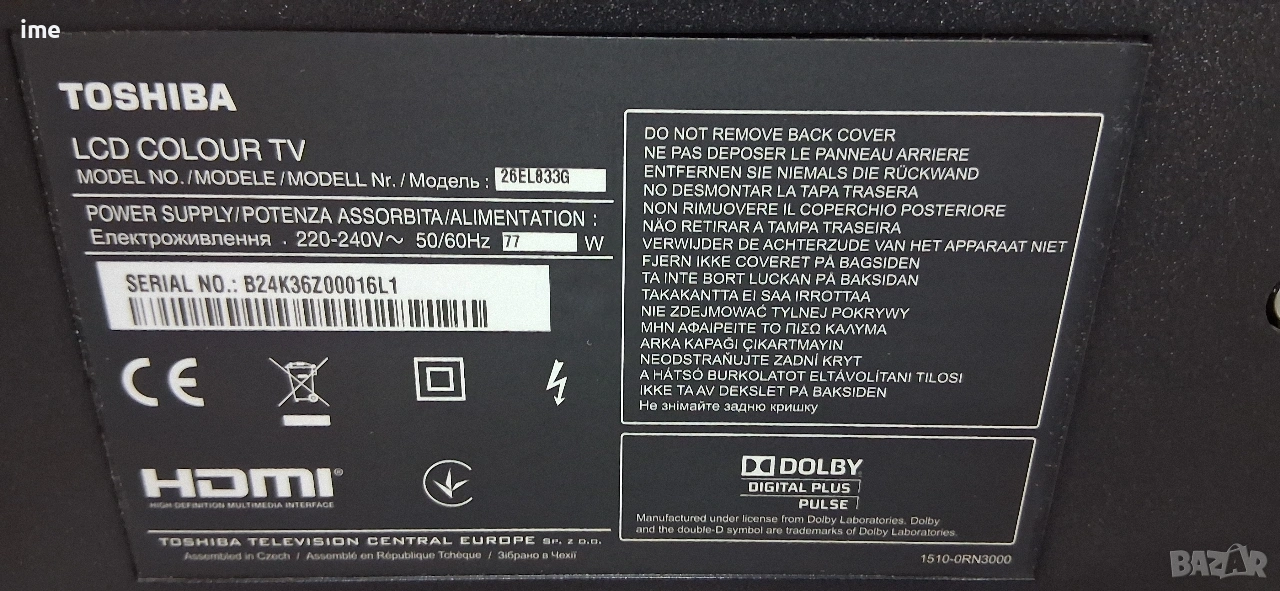 ime
TOSHIBA
LCD COLOUR TV
MODEL NO./MODELE/MODELL Nr./Модель : 26EL833G
POWER SUPPLY/POTENZA ASSORBITA/ALIMENTATION :
Електроживлення . 220-240V~ 50/60Hz 77 W
SERIAL NO.: B24K36Z00016L1
CE
HDMI®
HIGH-DEFINITION MULTIMEDIA INTERFACE
TOSHIBA TELEVISION CENTRAL EUROPE SP. Z O.O.
Assembled in Czech / Assemblé en République Tchèque / Зібрано в Чехії
DO NOT REMOVE BACK COVER
NE PAS DEPOSER LE PANNEAU ARRIERE
ENTFERNEN SIE NIEMALS DIE RÜCKWAND
NO DESMONTAR LA TAPA TRASERA
NON RIMUOVERE IL COPERCHIO POSTERIORE
NÃO RETIRAR A TAMPA TRASEIRA
VERWIJDER DE ACHTERZUDE VAN HET APPARAAT NIET
FJERN IKKE COVERET PÅ BAGSIDEN
TA INTE BORT LUCKAN PÅ BAKSIDAN
TAKAKANTTA EI SAA IRROTTAA
NIE ZDEJMOWAĆ TYLNEJ POKRYWY
ΜΗΝ ΑΦΑΙΡΕΙΤΕ ΤΟ ΠΙΣΩ ΚΑΛΥΜΑ
ARKA KAPAĞI ÇIKARTMAYIN
NEODSTRAŇUJTE ZADNÍ KRYT
A HÁTSÓ BURKOLATOT ELTÁVOLÍTANI TILOSI
IKKE TA AV DEKSLET PÅ BAKSIDEN
Не знімайте задню кришку
DOLBY
DIGITAL PLUS
PULSE
Manufactured under license from Dolby Laboratories. Dolby
and the double-D symbol are trademarks of Dolby Laboratories.
1510-0RN3000
BAZAR